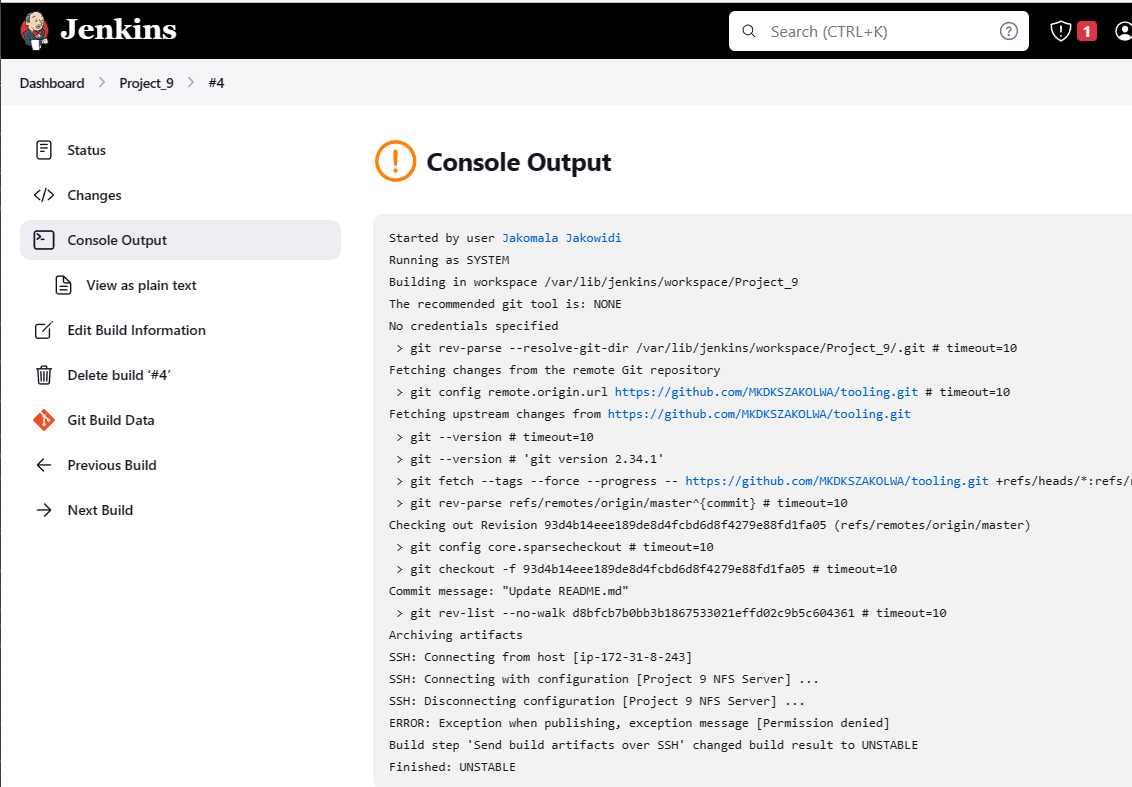 Jenkins
Search (CTRL+K)
1
Dashboard > Project_9 > #4
Status
Changes
Console Output
View as plain text
Edit Build Information
Delete build ‘#4’
Git Build Data
Previous Build
Next Build
Console Output
Started by user Jakomala Jakowidi
Running as SYSTEM
Building in workspace /var/lib/jenkins/workspace/Project_9
The recommended git tool is: NONE
No credentials specified
 > git rev-parse --resolve-git-dir /var/lib/jenkins/workspace/Project_9/.git # timeout=10
Fetching changes from the remote Git repository
 > git config remote.origin.url https://github.com/MKDKSZAKOLWA/tooling.git # timeout=10
Fetching upstream changes from https://github.com/MKDKSZAKOLWA/tooling.git
 > git --version # timeout=10
 > git --version # 'git version 2.34.1'
 > git fetch --tags --force --progress -- https://github.com/MKDKSZAKOLWA/tooling.git +refs/heads/*:refs/
 > git rev-parse refs/remotes/origin/master^{commit} # timeout=10
Checking out Revision 93d4b14eee189de8d4fcbd6d8f4279e88fd1fa05 (refs/remotes/origin/master)
 > git config core.sparsecheckout # timeout=10
 > git checkout -f 93d4b14eee189de8d4fcbd6d8f4279e88fd1fa05 # timeout=10
Commit message: "Update README.md"
 > git rev-list --no-walk d8bfcb7b0bb3b1867533021effd02c9b5c604361 # timeout=10
Archiving artifacts
SSH: Connecting from host [ip-172-31-8-243]
SSH: Connecting with configuration [Project 9 NFS Server] ...
SSH: Disconnecting configuration [Project 9 NFS Server] ...
ERROR: Exception when publishing, exception message [Permission denied]
Build step 'Send build artifacts over SSH' changed build result to UNSTABLE
Finished: UNSTABLE